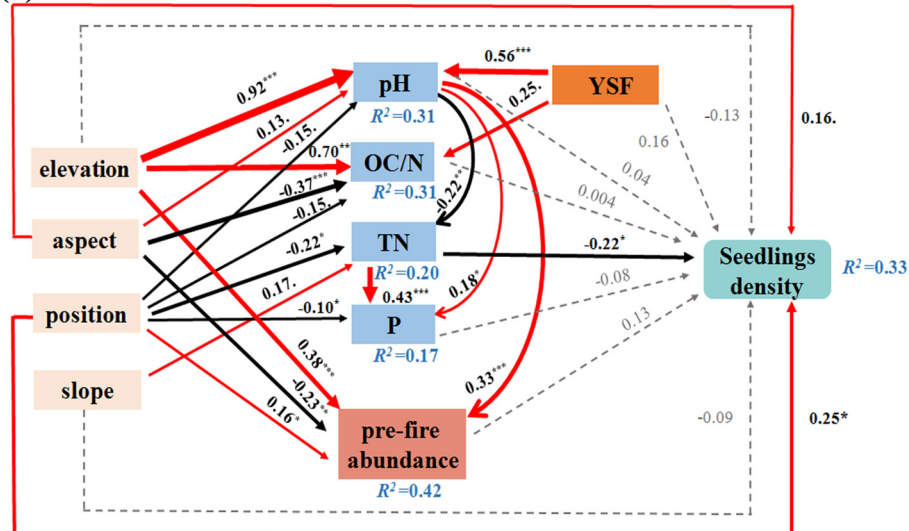 0.56***
pH
YSF
0.92***
0.25.
-0.13
0.16.
0.13.
R²=0.31
0.16
-0.15.
0.70**
OC/N
0.04
elevation
-0.37***
R²=0.31
-0.22**
0.004
-0.15.
aspect
TN
-0.22*
Seedlings
density
R²=0.33
-0.22*
R²=0.20
0.17.
0.43***
0.18*
-0.08
position
-0.10*
P
0.13
R²=0.17
0.38***
0.33***
slope
-0.23**
0.16*
-0.09
0.25*
pre-fire
abundance
R²=0.42